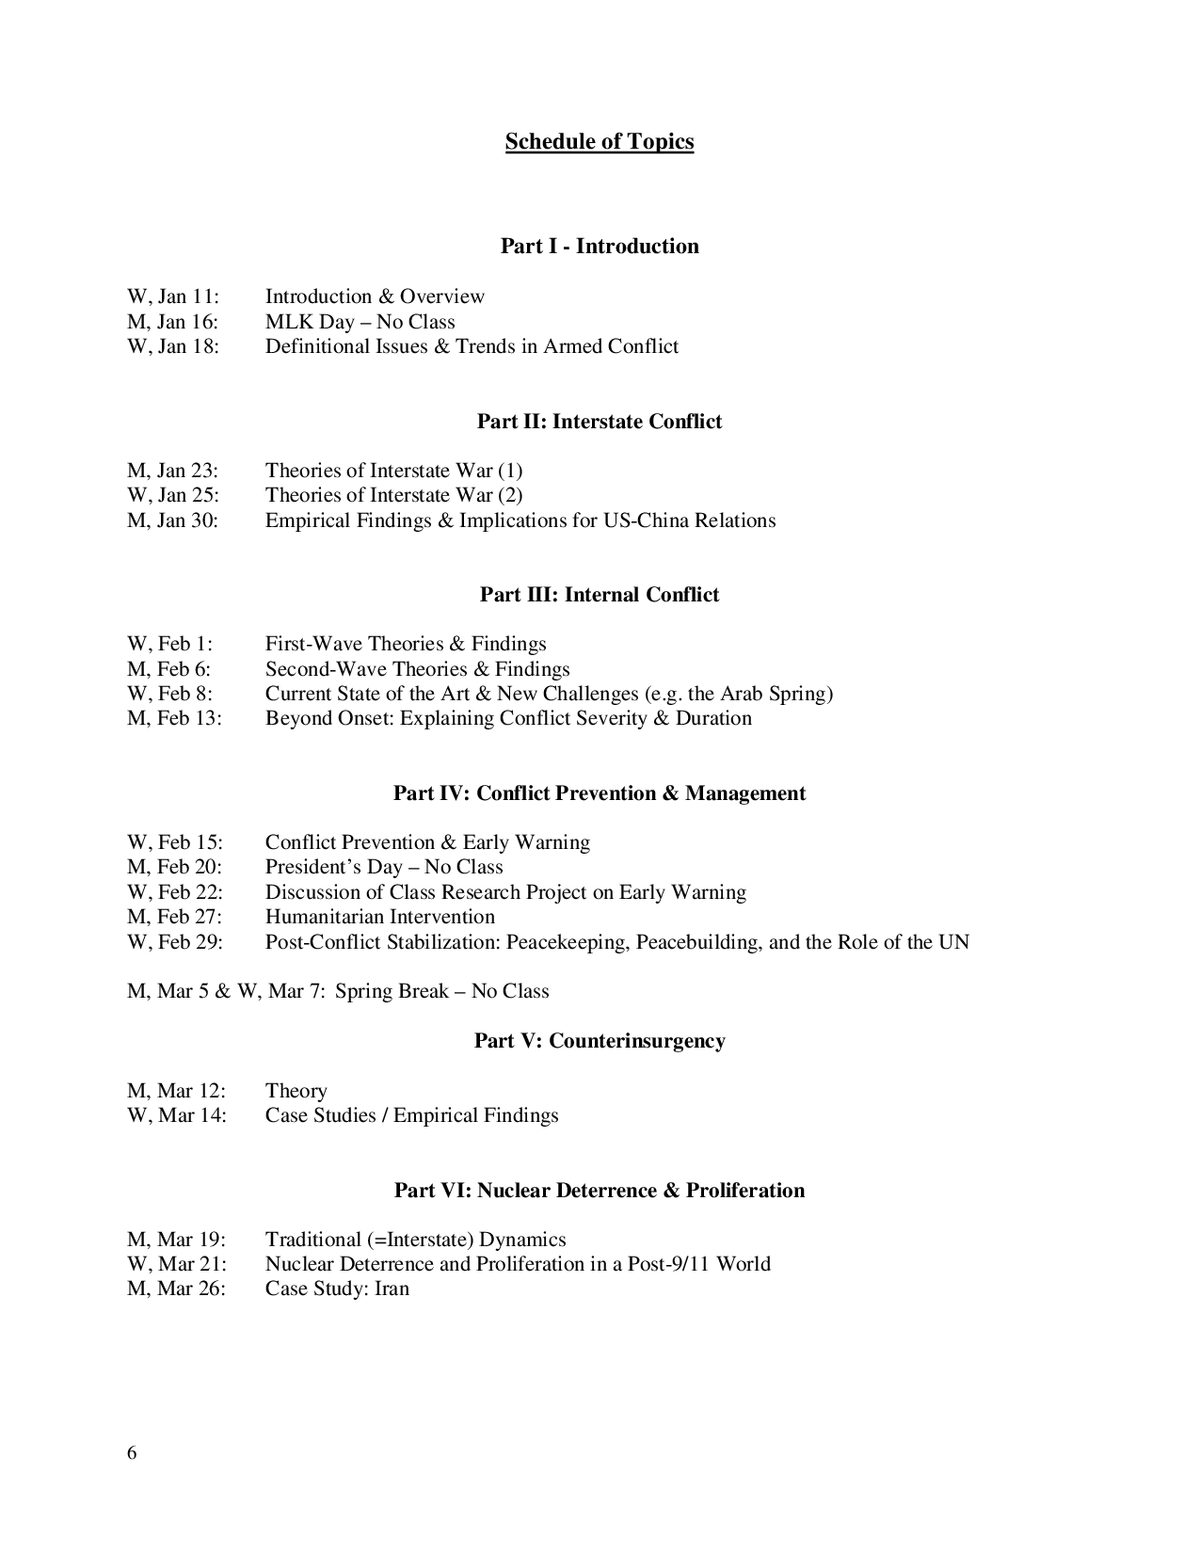 Schedule of Topics
Part I - Introduction
W, Jan 11: Introduction & Overview
M, Jan 16: MLK Day – No Class
W, Jan 18: Definitional Issues & Trends in Armed Conflict
Part II: Interstate Conflict
M, Jan 23: Theories of Interstate War (1)
W, Jan 25: Theories of Interstate War (2)
M, Jan 30: Empirical Findings & Implications for US-China Relations
Part III: Internal Conflict
W, Feb 1: First-Wave Theories & Findings
M, Feb 6: Second-Wave Theories & Findings
W, Feb 8: Current State of the Art & New Challenges (e.g. the Arab Spring)
M, Feb 13: Beyond Onset: Explaining Conflict Severity & Duration
Part IV: Conflict Prevention & Management
W, Feb 15: Conflict Prevention & Early Warning
M, Feb 20: President’s Day – No Class
W, Feb 22: Discussion of Class Research Project on Early Warning
M, Feb 27: Humanitarian Intervention
W, Feb 29: Post-Conflict Stabilization: Peacekeeping, Peacebuilding, and the Role of the UN
M, Mar 5 & W, Mar 7: Spring Break – No Class
Part V: Counterinsurgency
M, Mar 12: Theory
W, Mar 14: Case Studies / Empirical Findings
Part VI: Nuclear Deterrence & Proliferation
M, Mar 19: Traditional (=Interstate) Dynamics
W, Mar 21: Nuclear Deterrence and Proliferation in a Post-9/11 World
M, Mar 26: Case Study: Iran
6